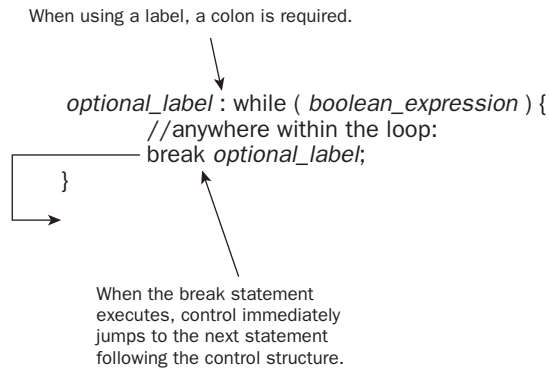 When using a label, a colon is required.
optional_label : while ( boolean_expression ) {
//anywhere within the loop:
break optional_label;
}
When the break statement
executes, control immediately
jumps to the next statement
following the control structure.